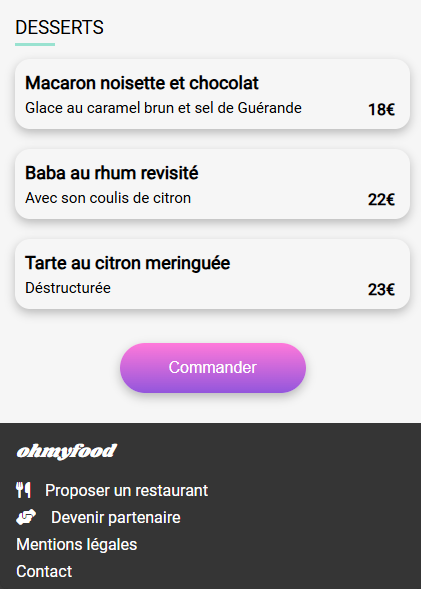 DESSERTS
Macaron noisette et chocolat
Glace au caramel brun et sel de Guérande
18€
Baba au rhum revisité
Avec son coulis de citron
22€
Tarte au citron meringuée
Déstructurée
23€
Commander
ohmyfood
Proposer un restaurant
Devenir partenaire
Mentions légales
Contact